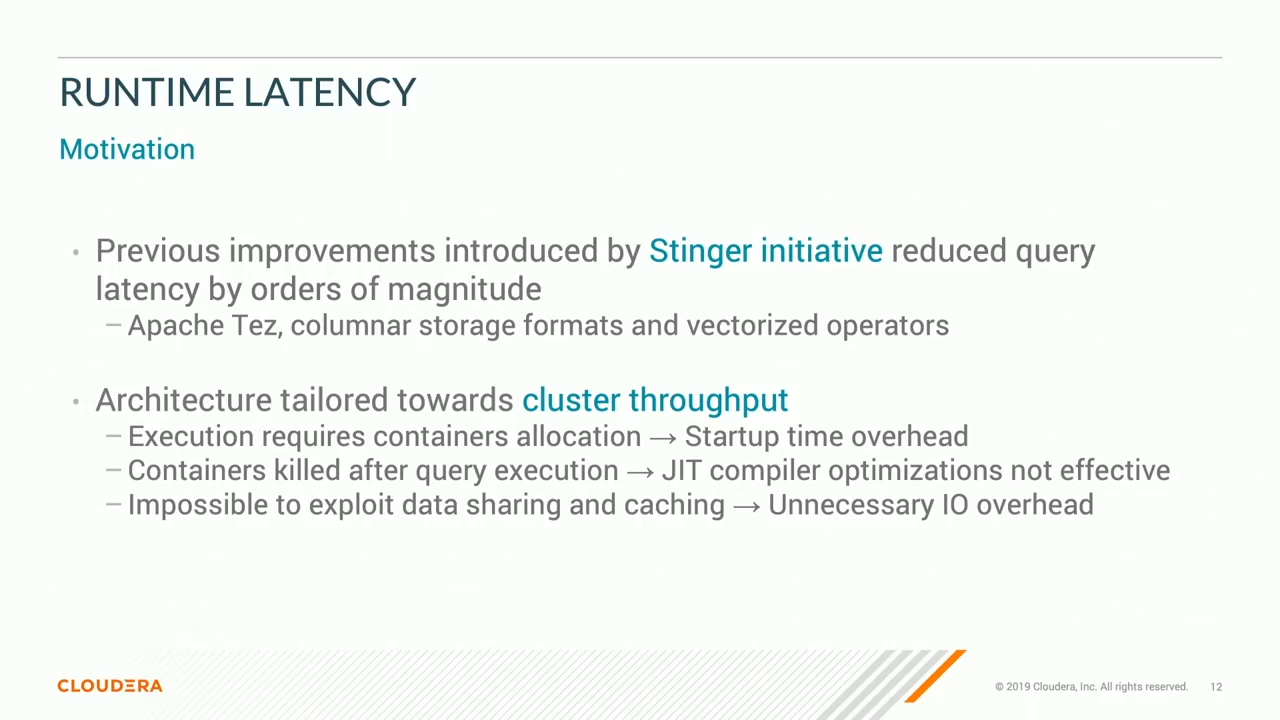 RUNTIME LATENCY
Motivation
• Previous improvements introduced by Stinger initiative reduced query
latency by orders of magnitude
– Apache Tez, columnar storage formats and vectorized operators
• Architecture tailored towards cluster throughput
– Execution requires containers allocation → Startup time overhead
– Containers killed after query execution → JIT compiler optimizations not effective
– Impossible to exploit data sharing and caching → Unnecessary IO overhead
CLOUDERA
© 2019 Cloudera, Inc. All rights reserved. 12